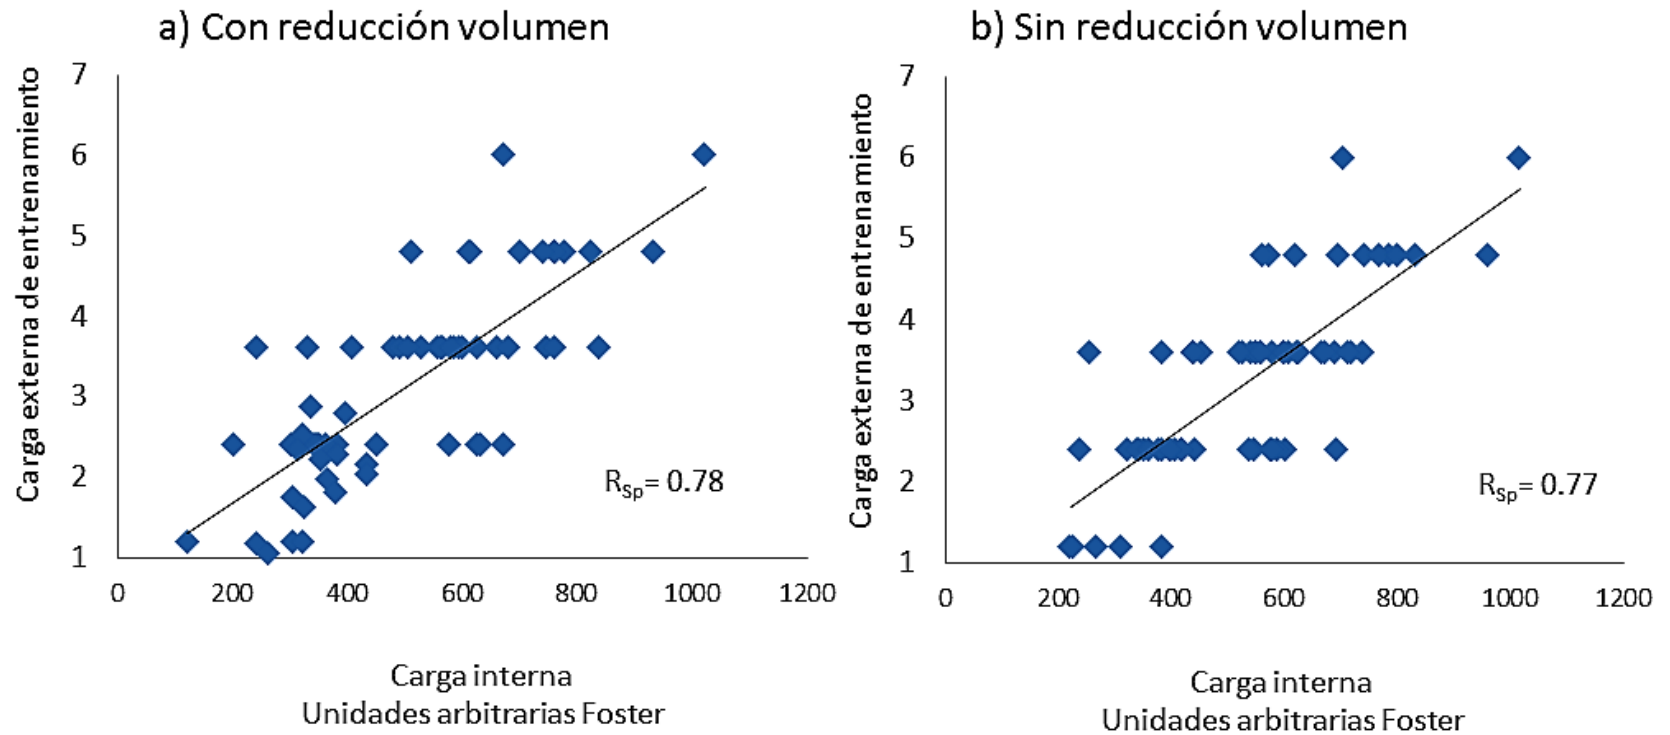 a) Con reducción volumen
Carga externa de entrenamiento
7
6
5
4
3
2
1
0
200
400
600
800
1000
1200
R_Sp= 0.78
Carga interna
Unidades arbitrarias Foster
b) Sin reducción volumen
Carga externa de entrenamiento
7
6
5
4
3
2
1
0
200
400
600
800
1000
1200
R_Sp= 0.77
Carga interna
Unidades arbitrarias Foster